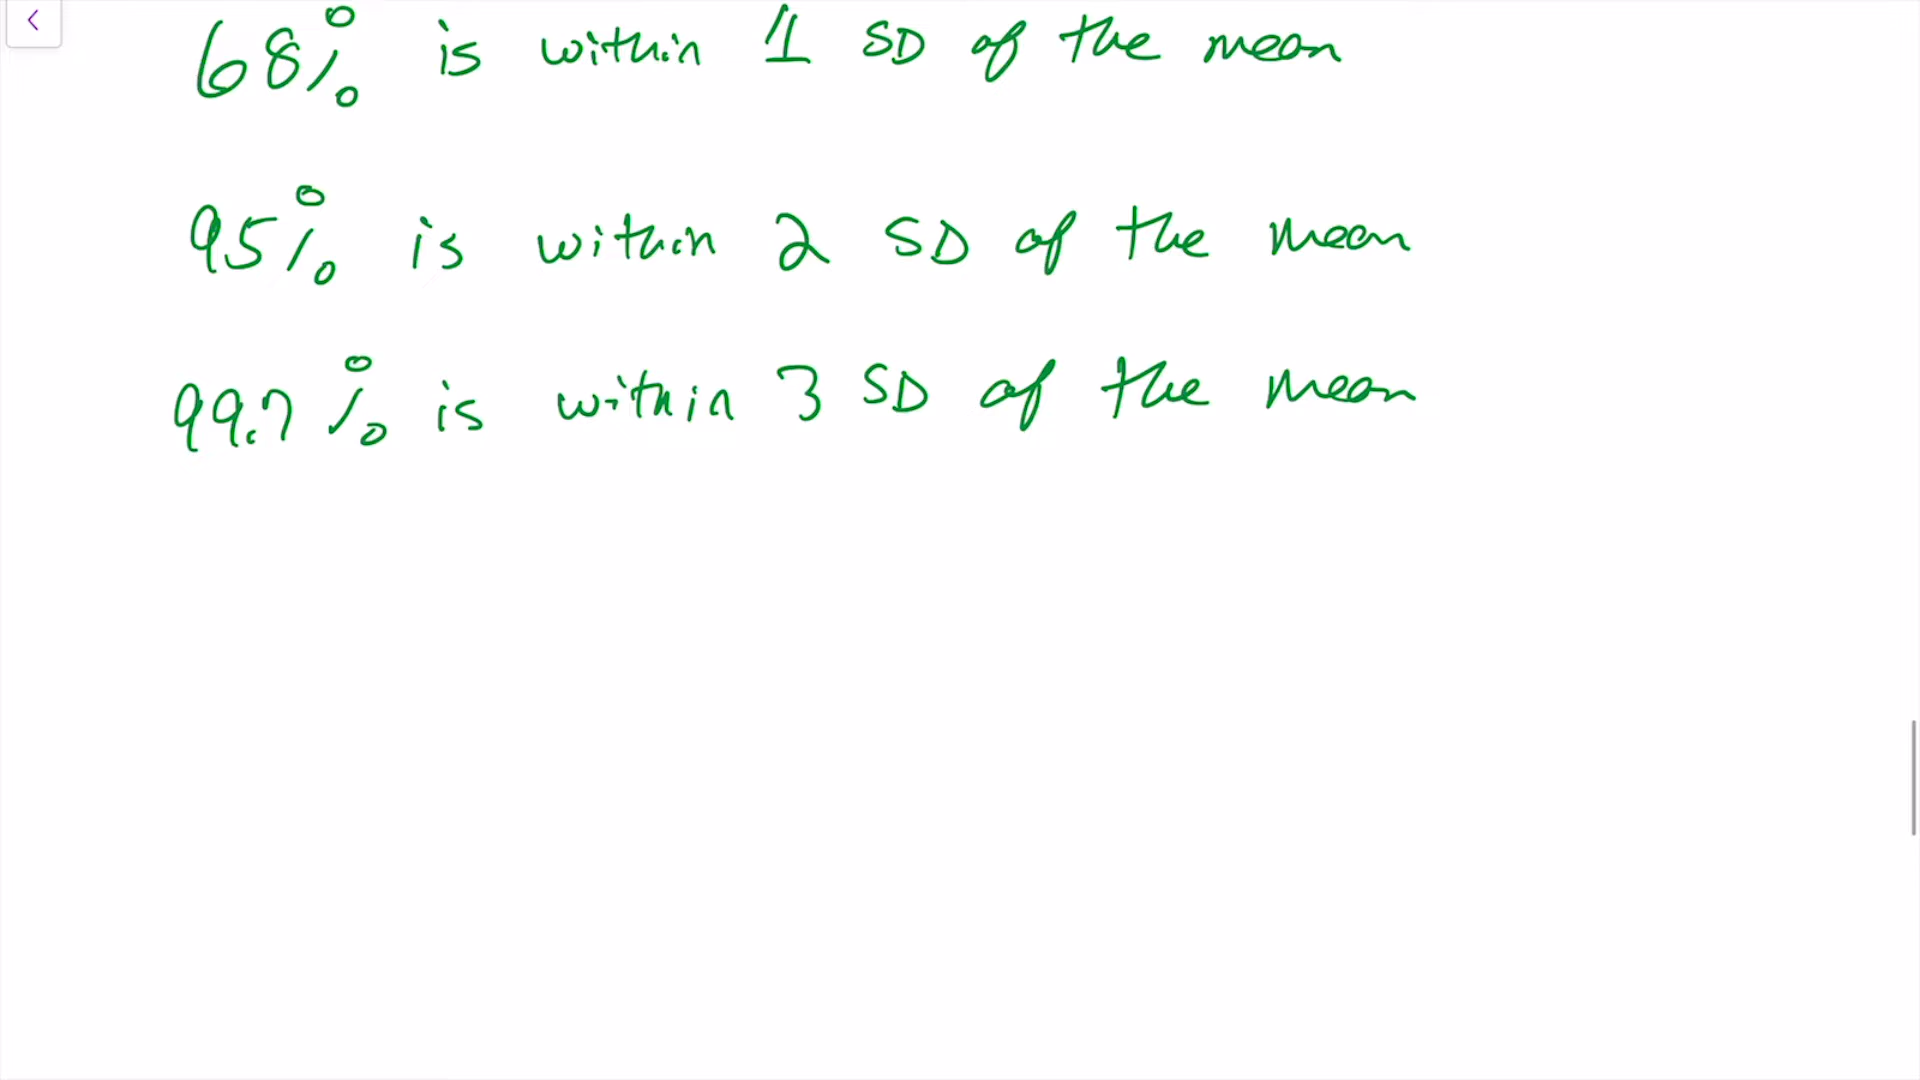 68% is within 1 SD of the mean
95% is within 2 SD of the mean
99.7% is within 3 SD of the mean